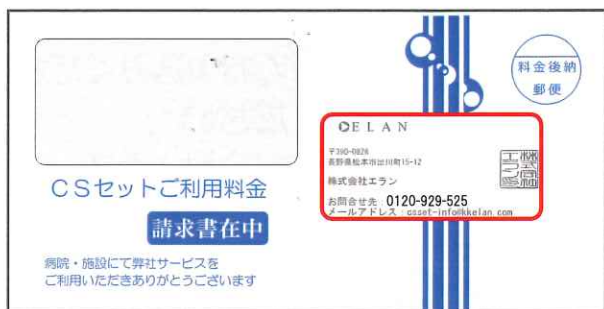 料金後納
郵便
ELAN
〒390-0826
長野県松本市出川町15-12
株式会社エラン
お問合せ先:0120-929-525
メールアドレス:csset-info@kkelan.com
CSセットご利用料金
請求書在中
病院・施設にて弊社サービスを
ご利用いただきありがとうございます